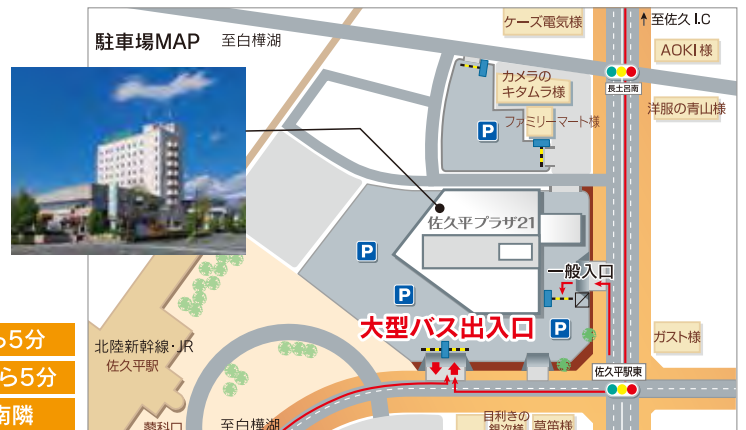 駐車場MAP
至白樺湖
ケーズ電気様
↑至佐久 I.C
AOKI 様
カメラの
キタムラ様
長土呂南
洋服の青山様
ファミリーマート様
P
佐久平プラザ21
P
一般入口
P
大型バス出入口
P
ら5分
北陸新幹線・JR
佐久平駅
ガスト様
ら5分
佐久平駅東
南隣
蓼科口
至白樺湖
目利きの
銀次様
草笛様